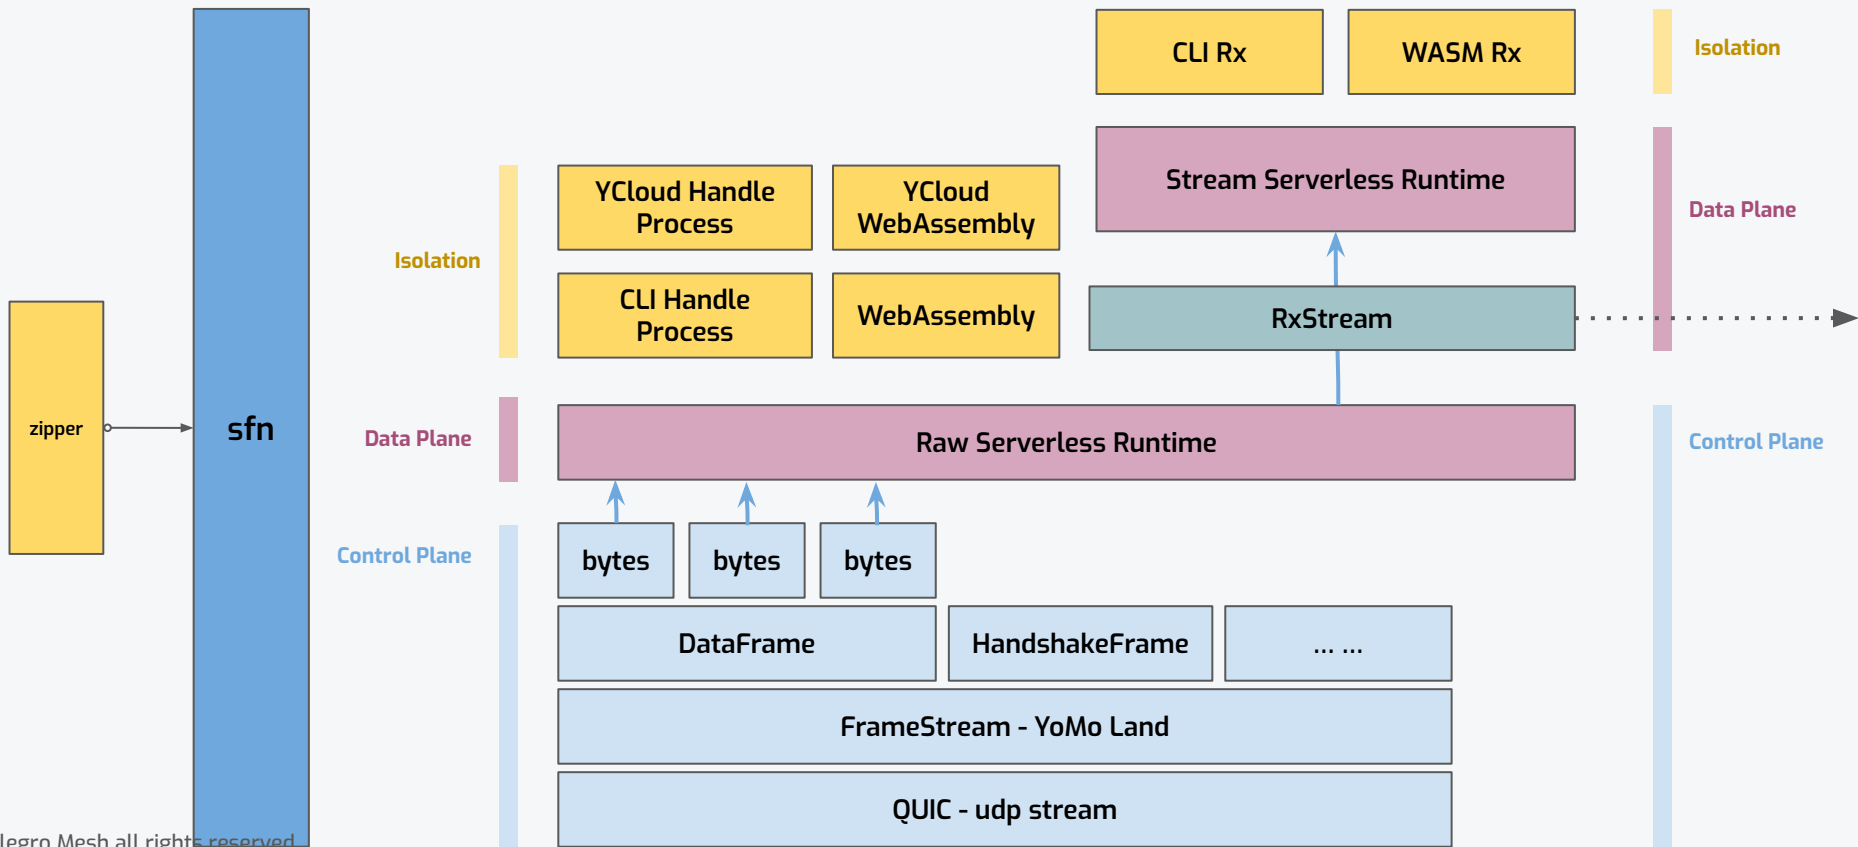 CLI Rx
WASM Rx
Isolation
Stream Serverless Runtime
Data Plane
YCloud Handle
Process
YCloud
WebAssembly
Isolation
CLI Handle
Process
WebAssembly
RxStream
zipper
sfn
Data Plane
Raw Serverless Runtime
Control Plane
Control Plane
bytes
bytes
bytes
DataFrame
HandshakeFrame
... ...
FrameStream - YoMo Land
QUIC - udp stream
legro Mesh all rights reserved